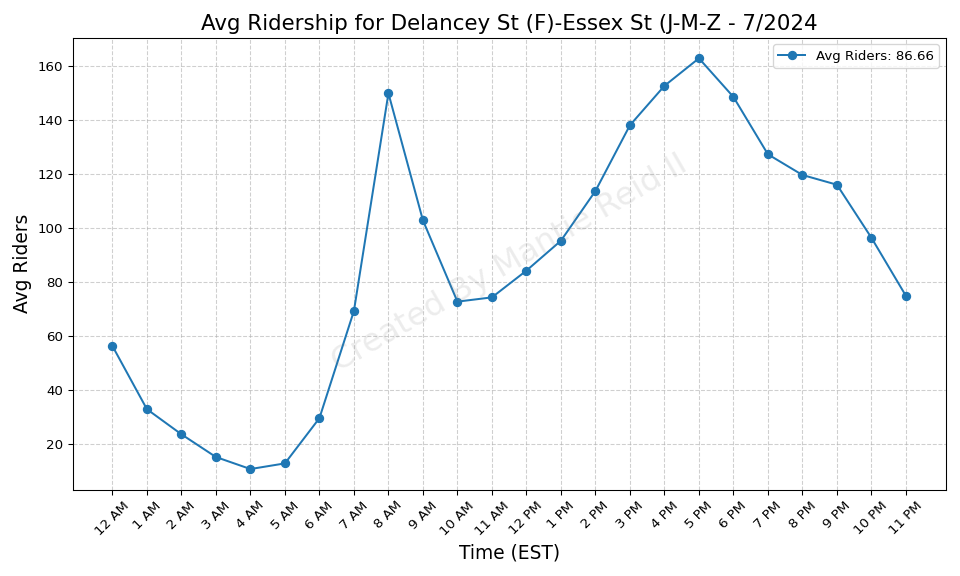 Avg Ridership for Delancey St (F)-Essex St (J-M-Z - 7/2024
Avg Riders: 86.66
Avg Riders
160
140
120
100
80
60
40
20
Created By Mantie Reid II
12 AM
1 AM
2 AM
3 AM
4 AM
5 AM
6 AM
7 AM
8 AM
9 AM
10 AM
11 AM
12 PM
1 PM
2 PM
3 PM
4 PM
5 PM
6 PM
7 PM
8 PM
9 PM
10 PM
11 PM
Time (EST)